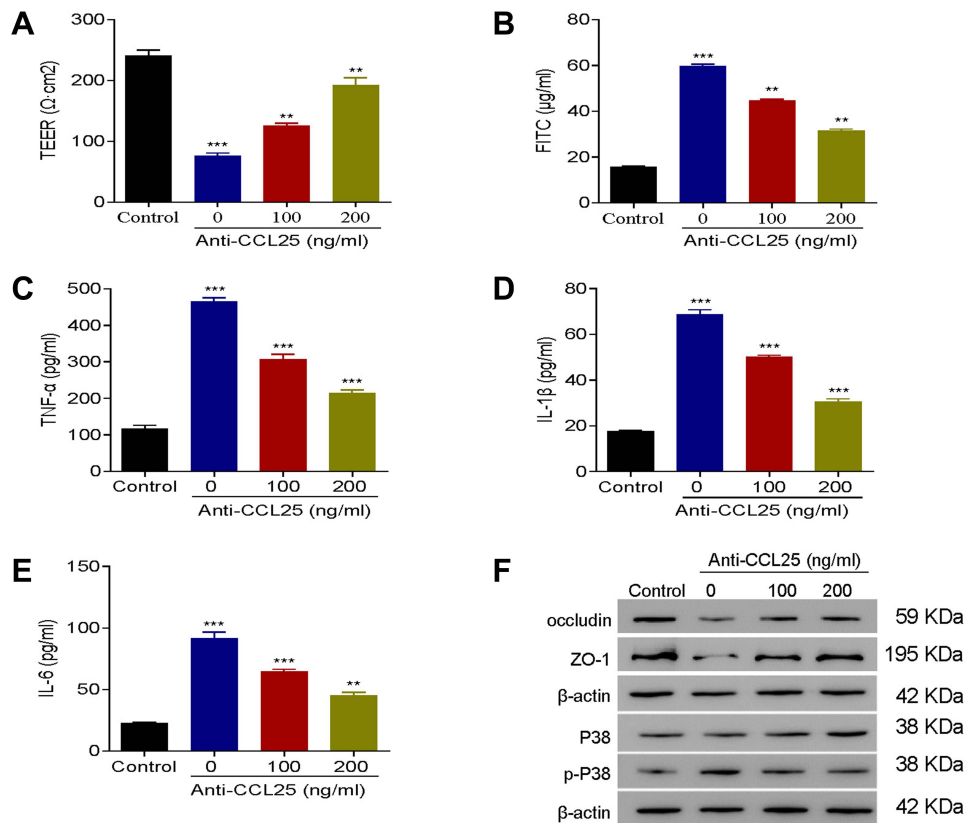 A
TEER (Ω·cm2)
300
200
100
0
***
**
**
Control
0
100
200
Anti-CCL25 (ng/ml)
B
FITC (μg/ml)
80
60
40
20
0
***
**
**
Control
0
100
200
Anti-CCL25 (ng/ml)
C
TNF-α (pg/ml)
500
400
300
200
100
0
***
***
***
Control
0
100
200
Anti-CCL25 (ng/ml)
D
IL-1β (pg/ml)
80
60
40
20
0
***
***
***
Control
0
100
200
Anti-CCL25 (ng/ml)
E
IL-6 (pg/ml)
150
100
50
0
***
***
**
Control
0
100
200
Anti-CCL25 (ng/ml)
F
Anti-CCL25 (ng/ml)
Control 0 100 200
occludin 59 KDa
ZO-1 195 KDa
β-actin 42 KDa
P38 38 KDa
p-P38 38 KDa
β-actin 42 KDa